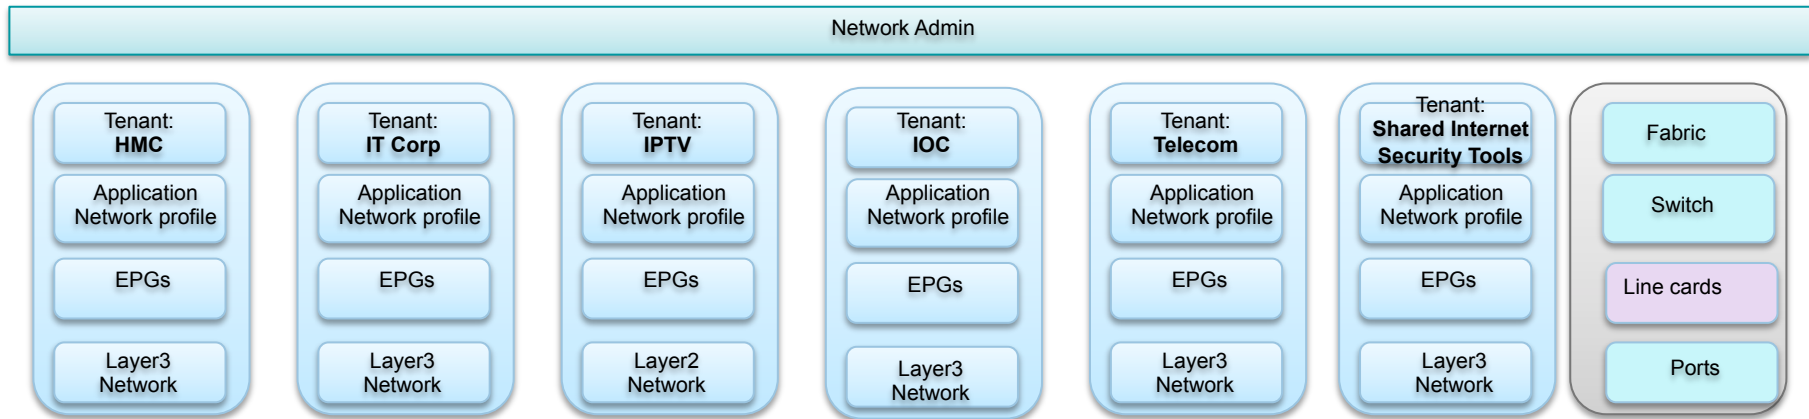 Network Admin
Tenant:
HMC
Application
Network profile
EPGs
Layer3
Network
Tenant:
IT Corp
Application
Network profile
EPGs
Layer3
Network
Tenant:
IPTV
Application
Network profile
EPGs
Layer2
Network
Tenant:
IOC
Application
Network profile
EPGs
Layer3
Network
Tenant:
Telecom
Application
Network profile
EPGs
Layer3
Network
Tenant:
Shared Internet
Security Tools
Application
Network profile
EPGs
Layer3
Network
Fabric
Switch
Line cards
Ports